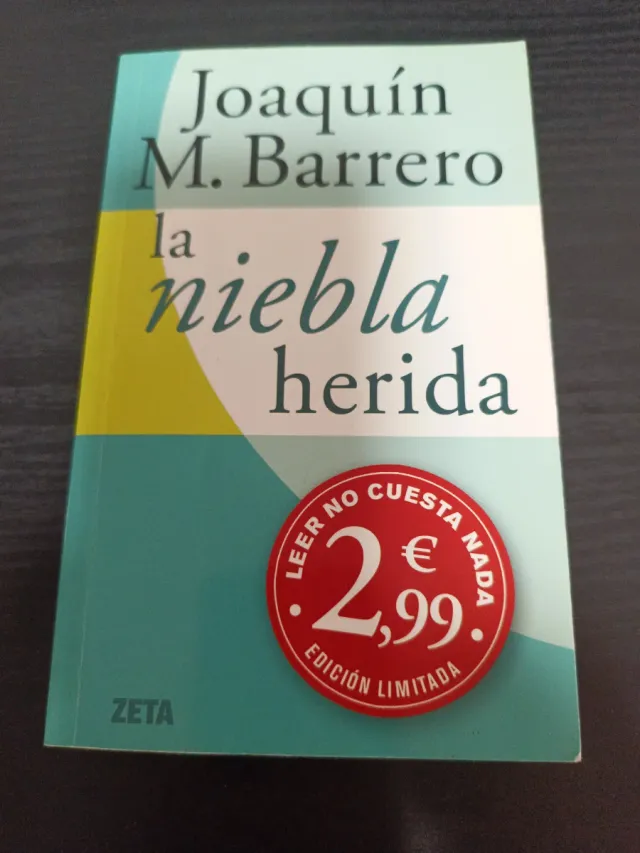 Joaquín
M. Barrero
la
niebla
herida
LEER NO CUESTA NADA
2,99 €
EDICIÓN LIMITADA
ZETA